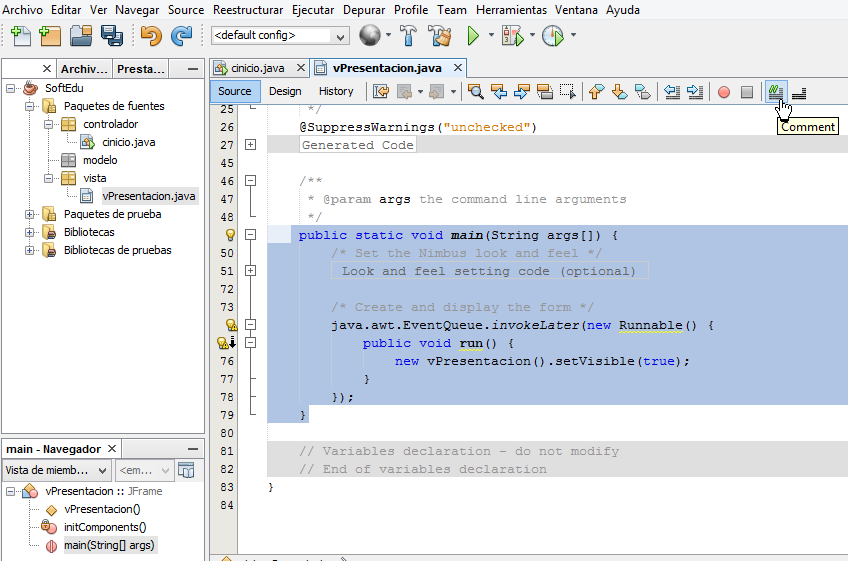 Archivo Editar Ver Navegar Source Reestructurar Ejecutar Depurar Profile Team Herramientas Ventana Ayuda
<default config>
Archiv... Presta...
SoftEdu
Paquetes de fuentes
controlador
cinicio.java
modelo
vista
vPresentacion.java
Paquetes de prueba
Bibliotecas
Bibliotecas de pruebas
main - Navegador
Vista de miemb... <em...
vPresentacion :: JFrame
vPresentacion()
initComponents()
main(String[] args)
cinicio.java vPresentacion.java
Source Design History
Comment
25 */
26 @SuppressWarnings("unchecked")
27 Generated Code
45
46 /**
47 * @param args the command line arguments
48 */
public static void main(String args[]) {
50 /* Set the Nimbus look and feel */
51 Look and feel setting code (optional)
72
73 /* Create and display the form */
java.awt.EventQueue.invokeLater(new Runnable() {
public void run() {
76 new vPresentacion().setVisible(true);
77 }
78 });
79 }
80
81 // Variables declaration - do not modify
82 // End of variables declaration
83 }
84